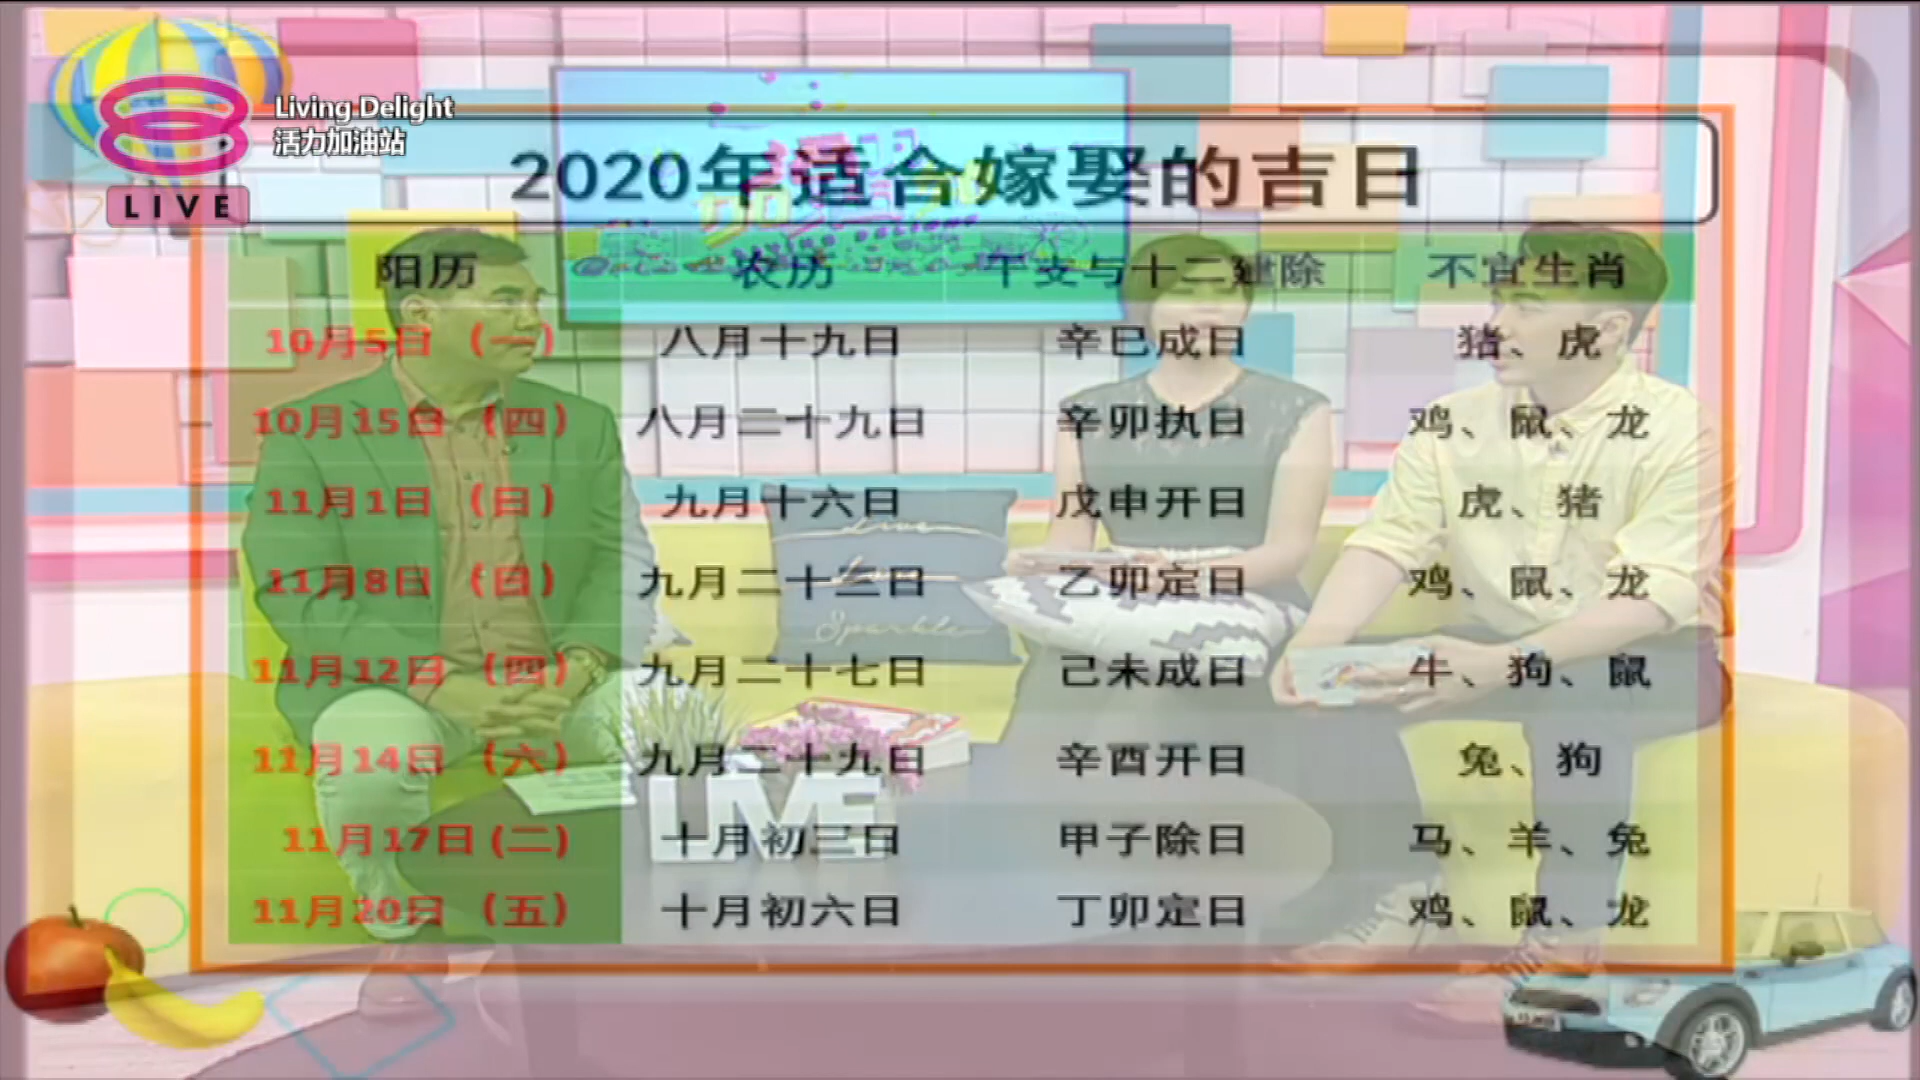 Living Delight
活力加油站
LIVE
2020年适合嫁娶的吉日
阳历 农历 干支与十二建除 不宜生肖
10月5日（一） 八月十九日 辛巳成日 猪、虎
10月15日（四） 八月二十九日 辛卯执日 鸡、鼠、龙
11月1日（日） 九月十六日 戊申开日 虎、猪
11月8日（日） 九月二十三日 乙卯定日 鸡、鼠、龙
11月12日（四） 九月二十七日 己未成日 牛、狗、鼠
11月14日（六） 九月二十九日 辛酉开日 兔、狗
11月17日(二) 十月初三日 甲子除日 马、羊、兔
11月20日（五） 十月初六日 丁卯定日 鸡、鼠、龙
Live
Love
Sparkle
LIVE